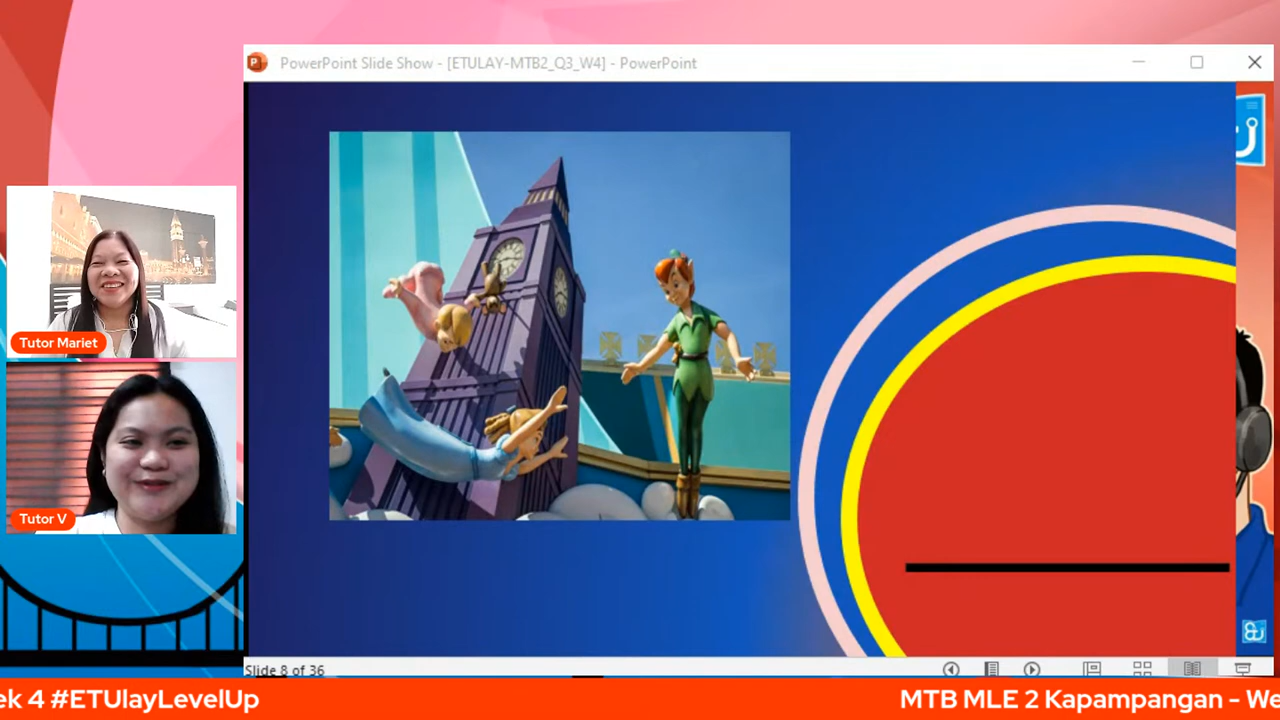 PowerPoint Slide Show - [ETULAY-MTB2_Q3_W4] - PowerPoint
Tutor Mariet
Tutor V
Slide 8 of 36
ek 4 #ETUlayLevelUp
MTB MLE 2 Kapampangan - We